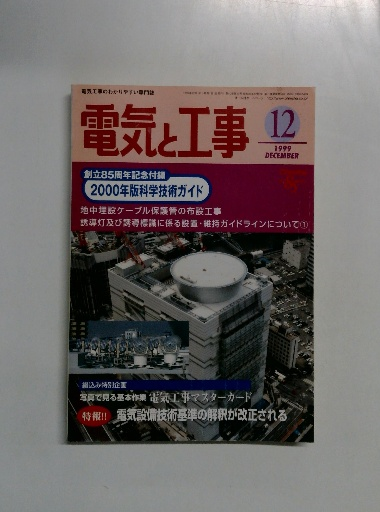 電気工事のわかりやすい専門誌
電気と工事
12
1999
DECEMBER
創立85周年記念付録
2000年版科学技術ガイド
地中埋設ケーブル保護管の布設工事
誘導灯及び誘導標識に係る設置・維持ガイドラインについて①
綴込み特別企画
写真で見る基本作業 電気工事マスターカード
特報!! 電気設備技術基準の解釈が改正される